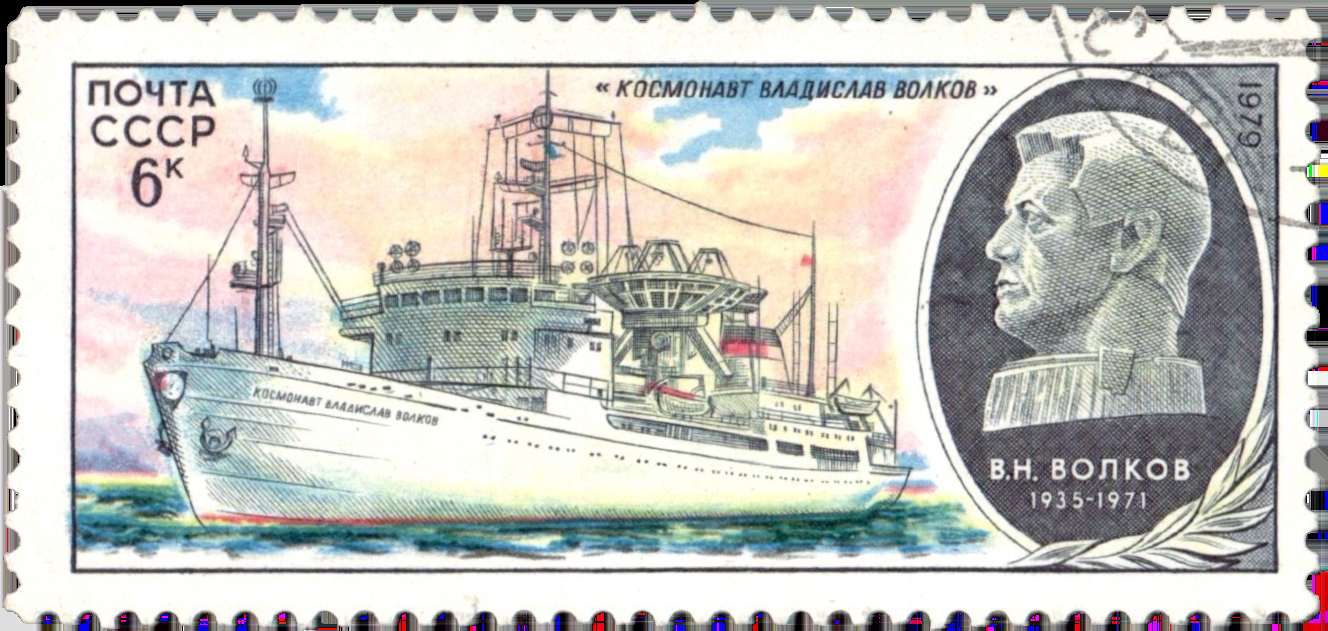 ПОЧТА
СССР
6к
« КОСМОНАВТ ВЛАДИСЛАВ ВОЛКОВ »
1979
КОСМОНАВТ ВЛАДИСЛАВ ВОЛКОВ
В.Н. ВОЛКОВ
1935-1971